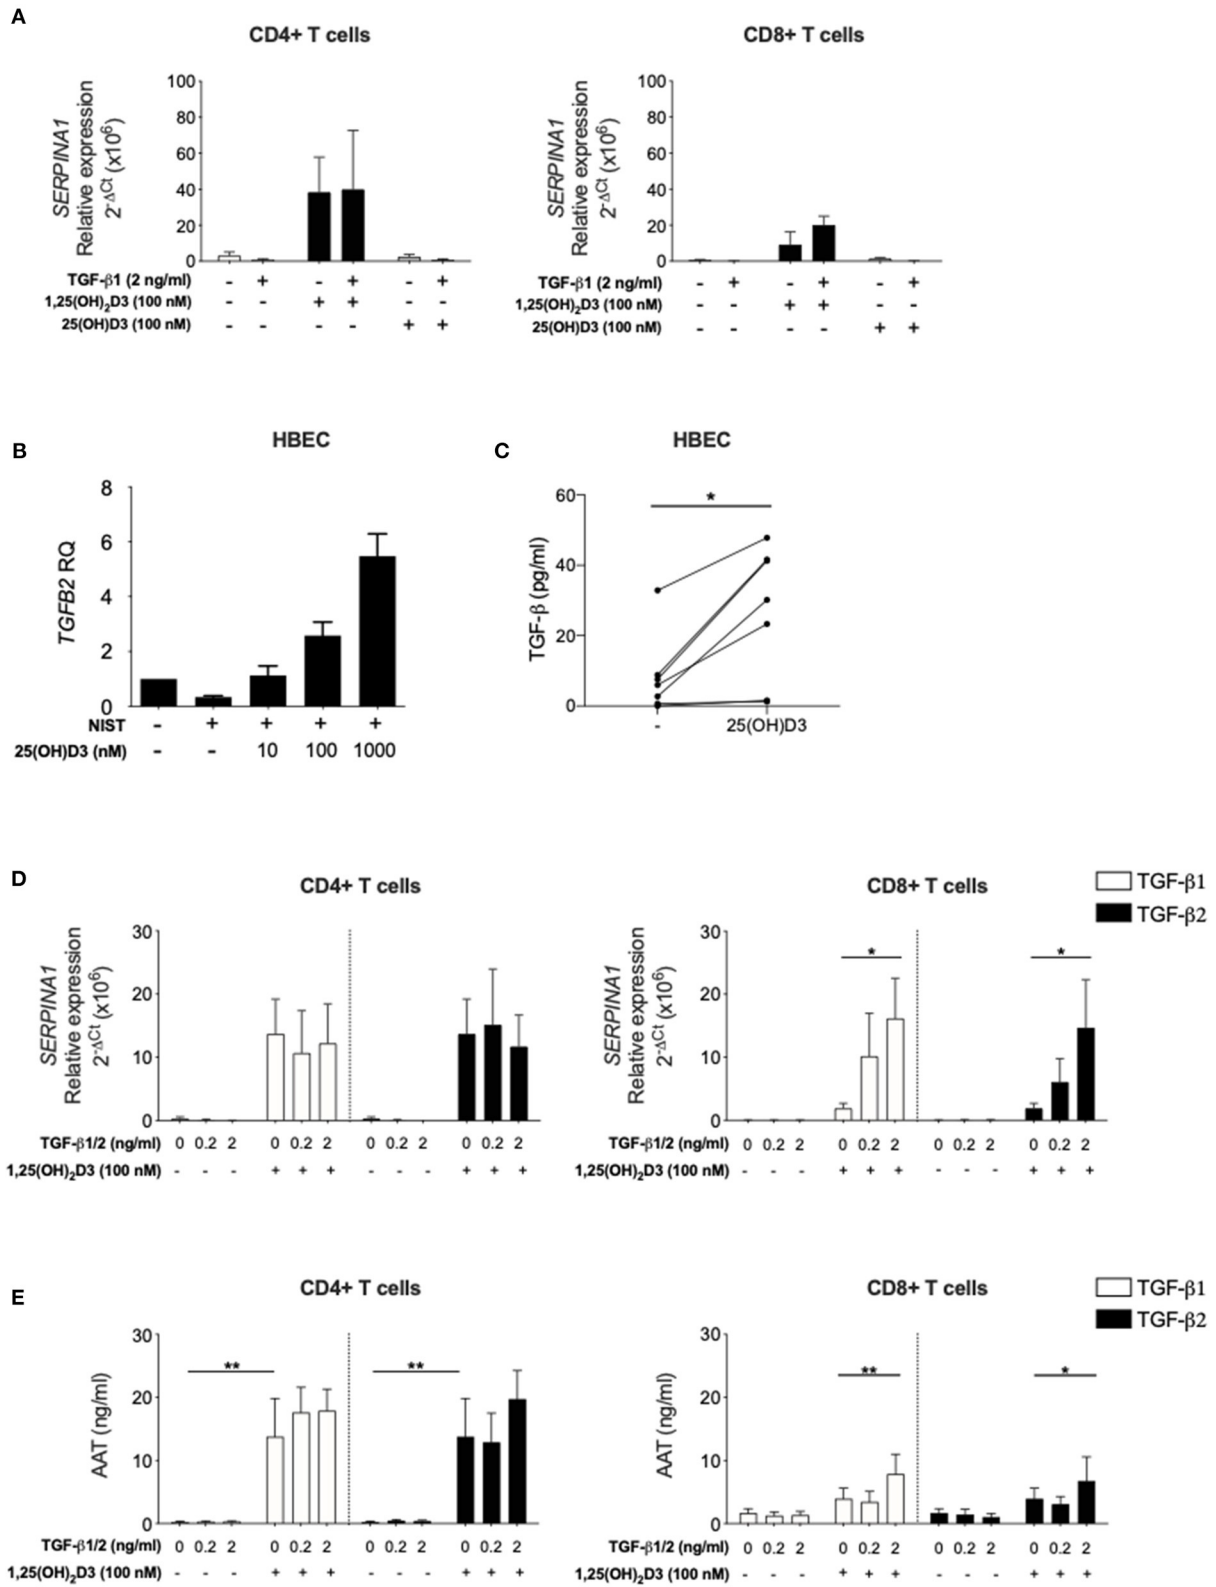 A
CD4+ T cells
CD8+ T cells
SERPINA1
Relative expression
2-ΔCt (x10⁶)
100
80
60
40
20
0
TGF-β1 (2 ng/ml) - + - + - +
1,25(OH)₂D3 (100 nM) - - + + - -
25(OH)D3 (100 nM) - - - - + +
SERPINA1
Relative expression
2-ΔCt (x10⁶)
100
80
60
40
20
0
TGF-β1 (2 ng/ml) - + - + - +
1,25(OH)₂D3 (100 nM) - - + + - -
25(OH)D3 (100 nM) - - - - + +
B
HBEC
TGFB2 RQ
8
6
4
2
0
NIST - + + + +
25(OH)D3 (nM) - - 10 100 1000
C
HBEC
TGF-β (pg/ml)
60
40
20
0
*
- 25(OH)D3
D
CD4+ T cells
CD8+ T cells
TGF-β1
TGF-β2
SERPINA1
Relative expression
2-ΔCt (x10⁶)
30
20
10
0
TGF-β1/2 (ng/ml) 0 0.2 2 0 0.2 2 0 0.2 2 0 0.2 2
1,25(OH)₂D3 (100 nM) - - - + + + - - - + + +
SERPINA1
Relative expression
2-ΔCt (x10⁶)
30
20
10
0
* *
TGF-β1/2 (ng/ml) 0 0.2 2 0 0.2 2 0 0.2 2 0 0.2 2
1,25(OH)₂D3 (100 nM) - - - + + + - - - + + +
E
CD4+ T cells
CD8+ T cells
TGF-β1
TGF-β2
AAT (ng/ml)
30
20
10
0
** **
TGF-β1/2 (ng/ml) 0 0.2 2 0 0.2 2 0 0.2 2 0 0.2 2
1,25(OH)₂D3 (100 nM) - - - + + + - - - + + +
AAT (ng/ml)
30
20
10
0
** *
TGF-β1/2 (ng/ml) 0 0.2 2 0 0.2 2 0 0.2 2 0 0.2 2
1,25(OH)₂D3 (100 nM) - - - + + + - - - + + +